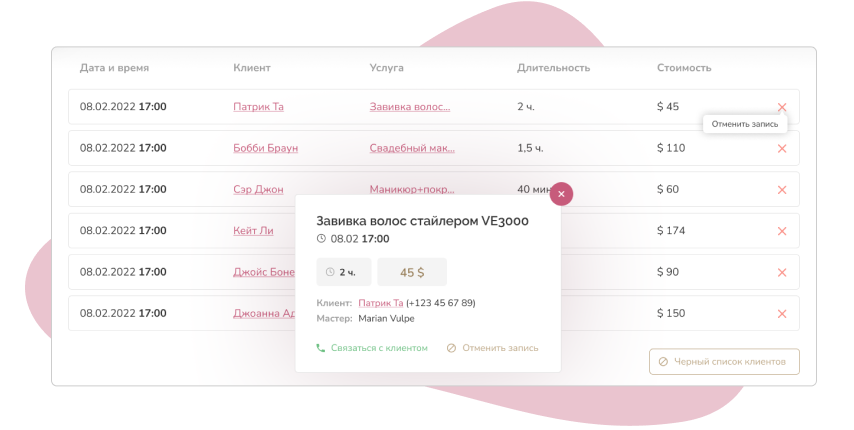 Дата и время Клиент Услуга Длительность Стоимость
08.02.2022 17:00 Патрик Та Завивка волос... 2 ч. $ 45
Отменить запись
08.02.2022 17:00 Бобби Браун Свадебный мак... 1,5 ч. $ 110
08.02.2022 17:00 Сэр Джон Маникюр+покр... 40 мин $ 60
08.02.2022 17:00 Кейт Ли $ 174
08.02.2022 17:00 Джойс Боне $ 90
08.02.2022 17:00 Джоанна Ад $ 150
Завивка волос стайлером VE3000
08.02 17:00
2 ч. 45 $
Клиент: Патрик Та (+123 45 67 89)
Мастер: Marian Vulpe
Связаться с клиентом Отменить запись
Черный список клиентов